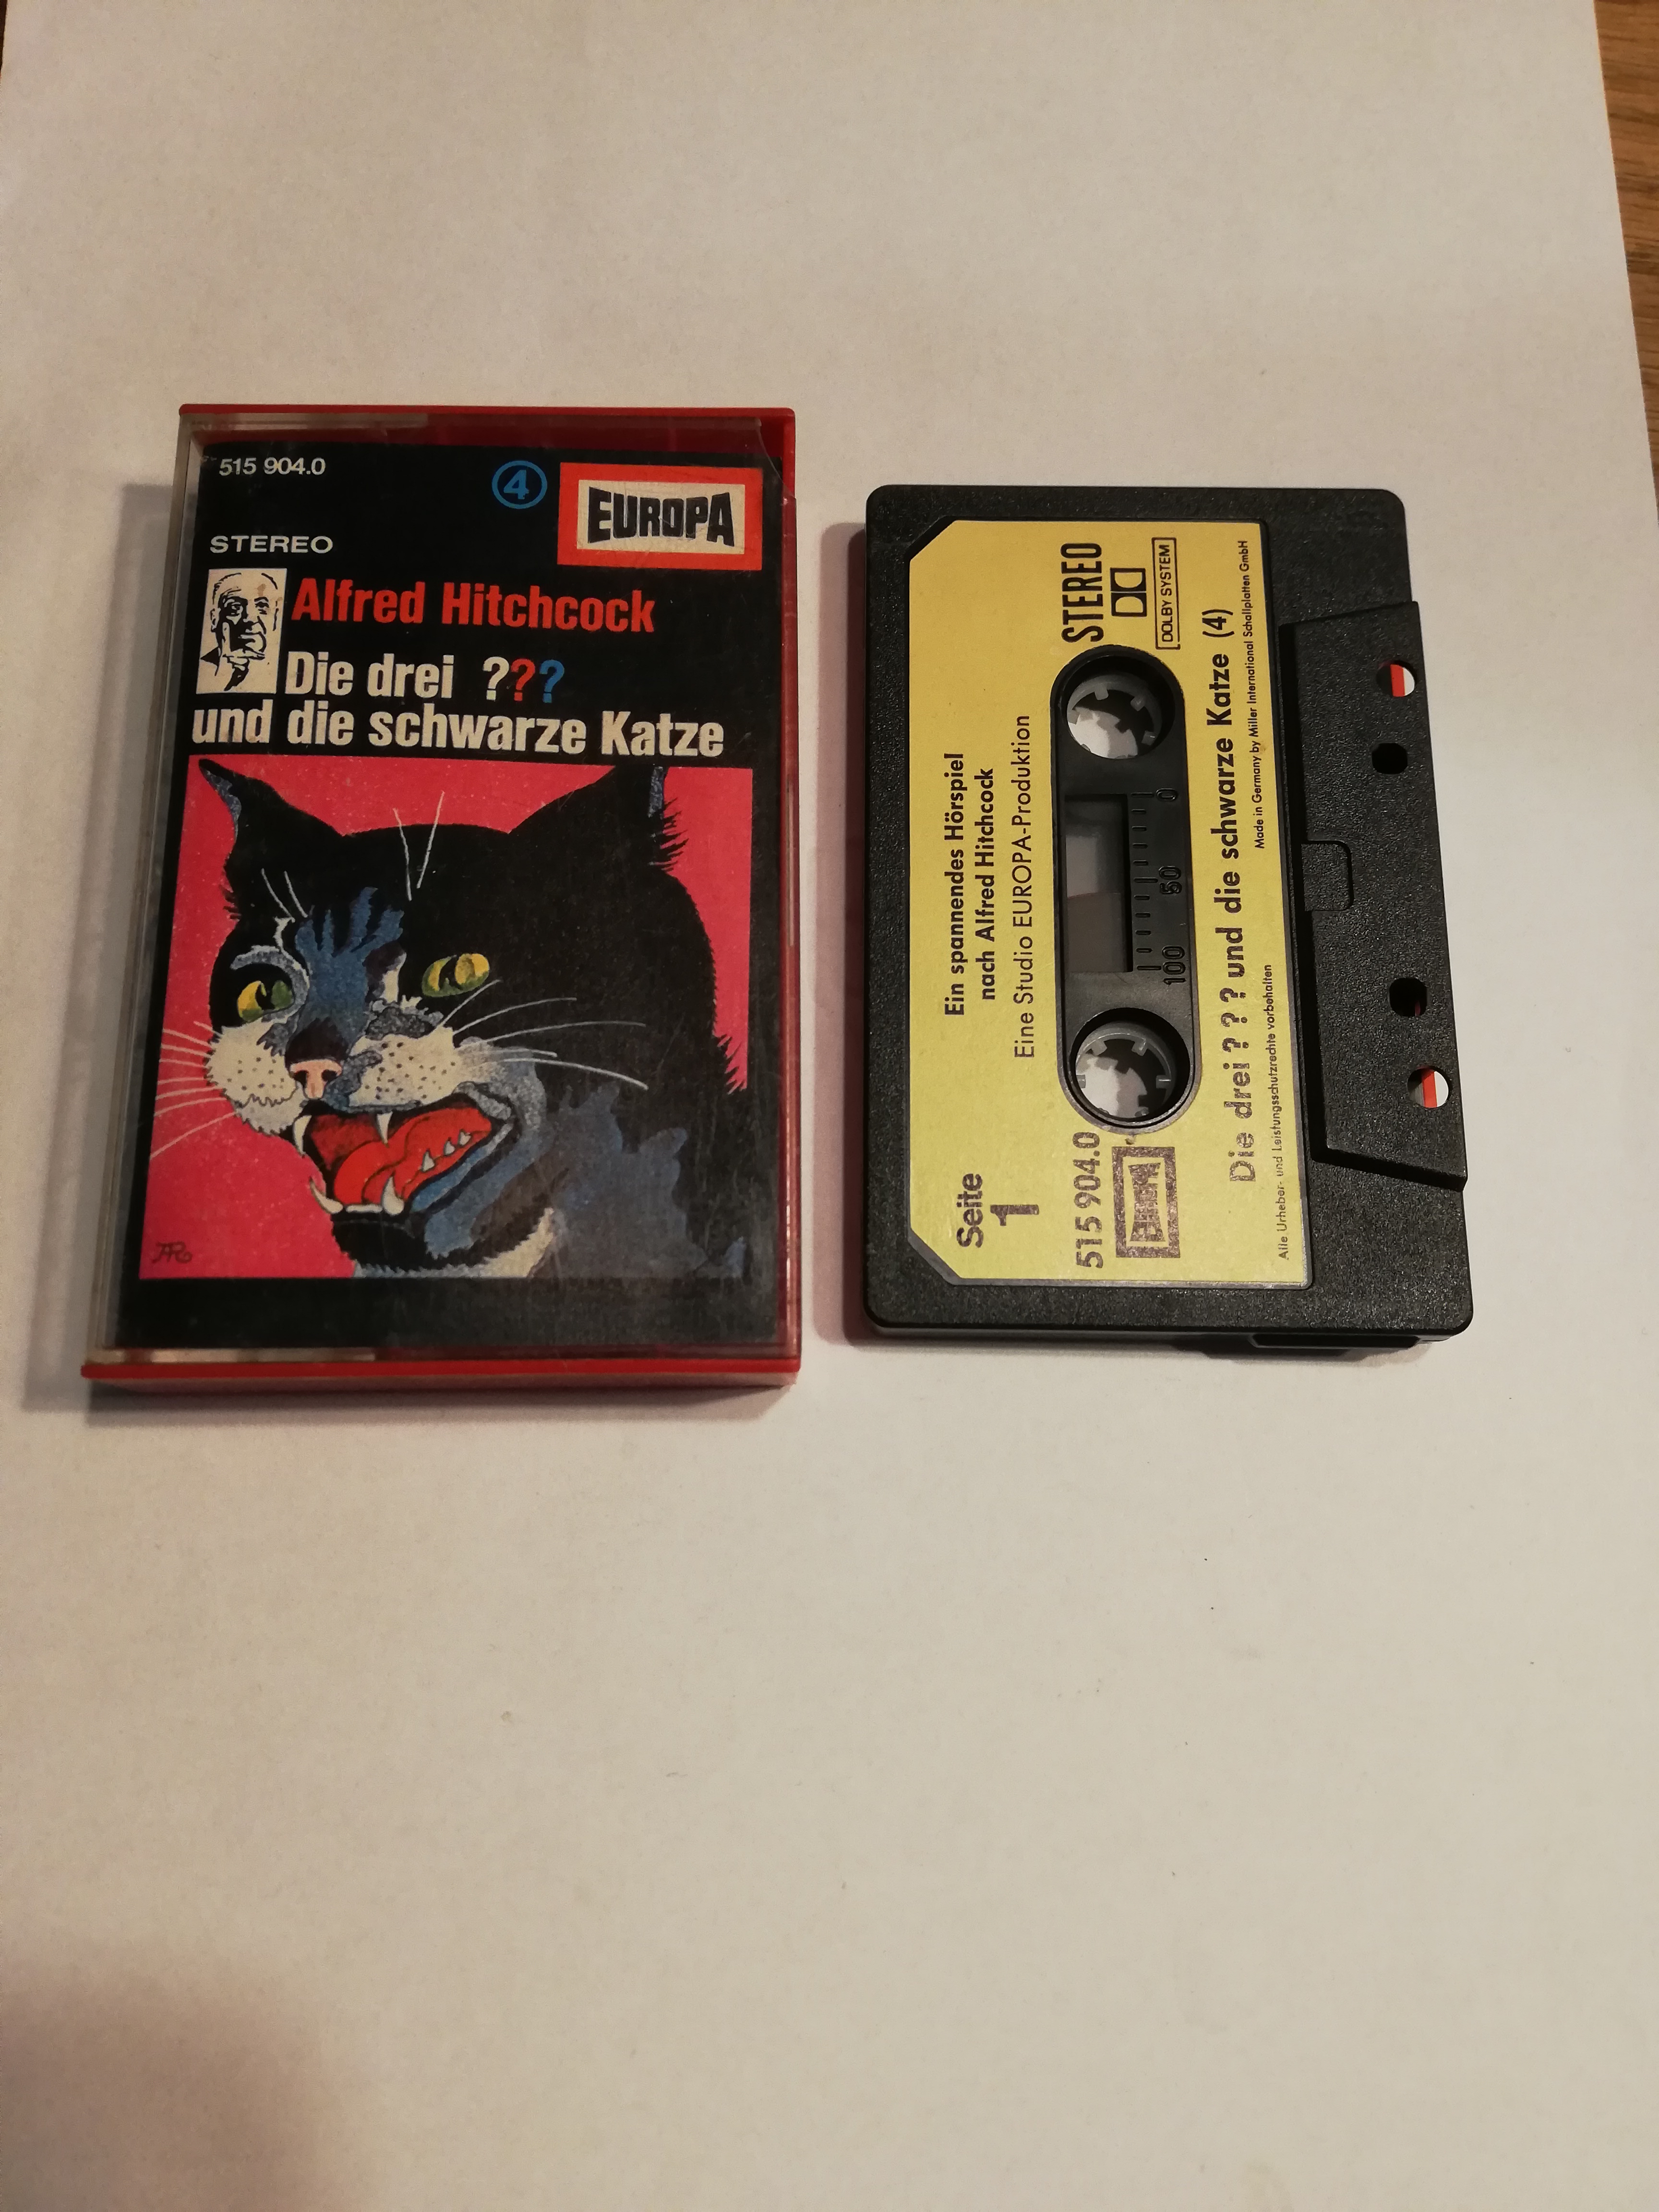 515 904.0
4
EUROPA
STEREO
Alfred Hitchcock
Die drei ???
und die schwarze Katze
AR
Ein spannendes Hörspiel
nach Alfred Hitchcock
Eine Studio EUROPA-Produktion
Seite
1
STEREO
DOLBY SYSTEM
100 50 0
515 904.0
EUROPA
Die drei ? ? ? und die schwarze Katze (4)
Alle Urheber- und Leistungsschutzrechte vorbehalten
Made in Germany by Miller International Schallplatten GmbH